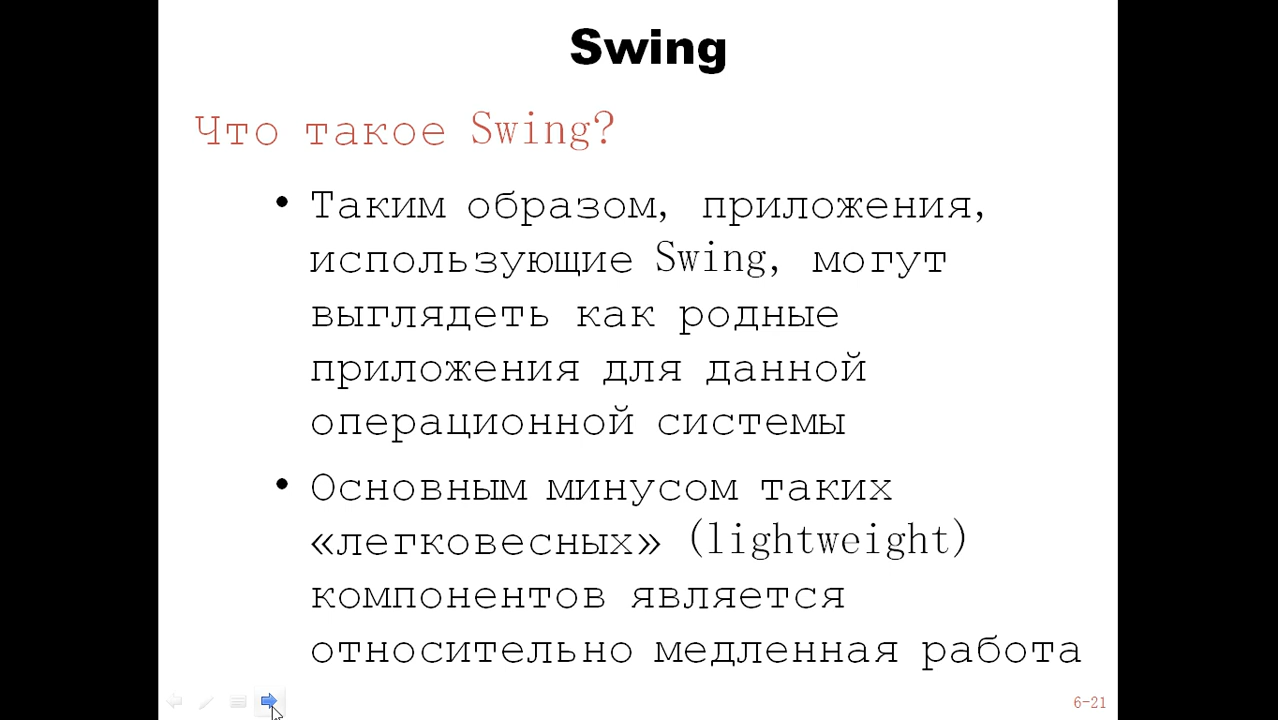 Swing
Что такое Swing?
• Таким образом, приложения,
использующие Swing, могут
выглядеть как родные
приложения для данной
операционной системы
• Основным минусом таких
«легковесных» (lightweight)
компонентов является
относительно медленная работа
6-21